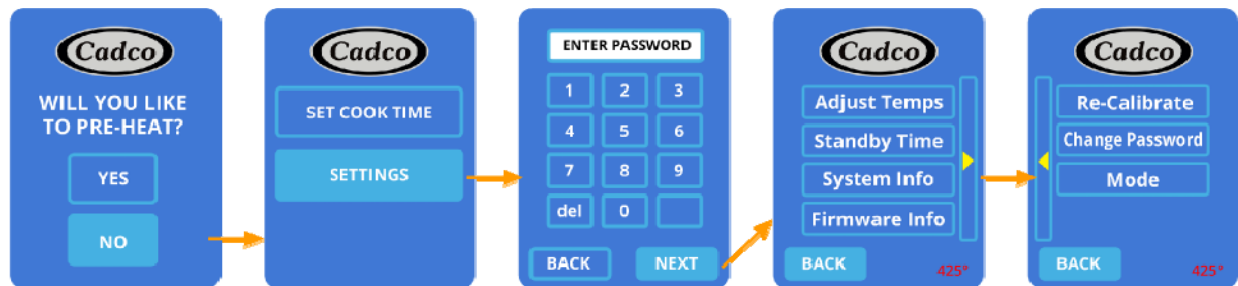 Cadco
WILL YOU LIKE
TO PRE-HEAT?
YES
NO
Cadco
SET COOK TIME
SETTINGS
ENTER PASSWORD
1 2 3
4 5 6
7 8 9
del 0
BACK NEXT
Cadco
Adjust Temps
Standby Time
System Info
Firmware Info
BACK 425°
Cadco
Re-Calibrate
Change Password
Mode
BACK 425°